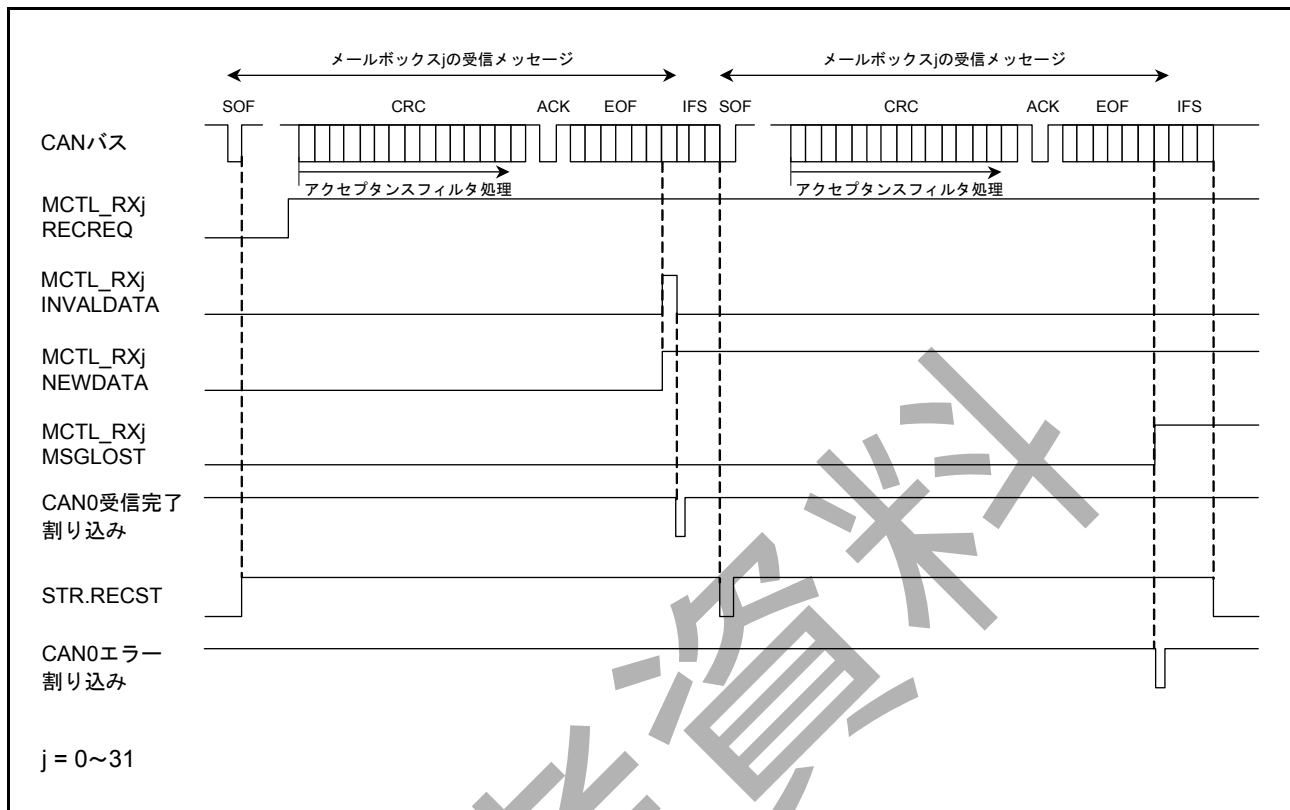 メールボックスjの受信メッセージ メールボックスjの受信メッセージ
SOF CRC ACK EOF IFS SOF CRC ACK EOF IFS
CANバス
アクセプタンスフィルタ処理 アクセプタンスフィルタ処理
MCTL_RXj
RECREQ
MCTL_RXj
INVALDATA
MCTL_RXj
NEWDATA
MCTL_RXj
MSGLOST
CAN0受信完了
割り込み
STR.RECST
CAN0エラー
割り込み
j = 0~31
資料